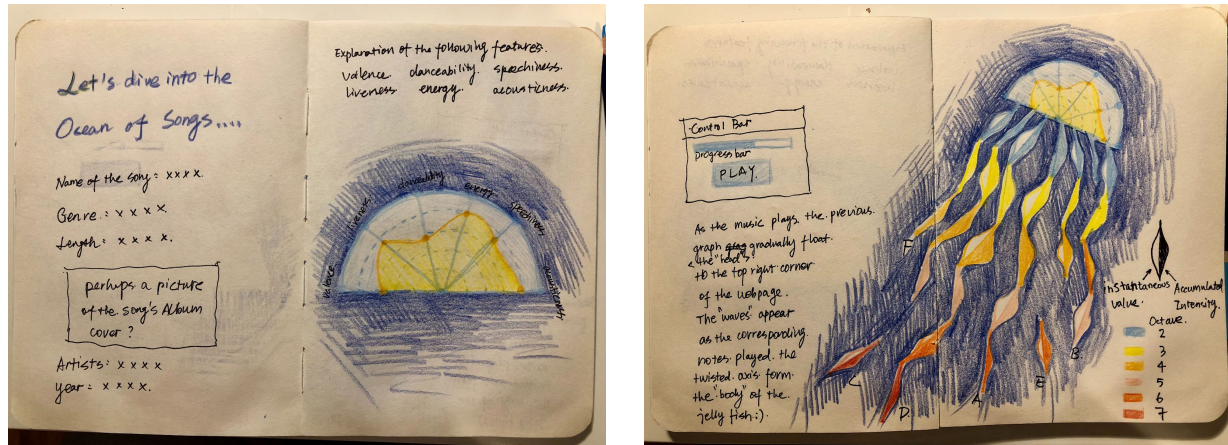 Let's dive into the
Ocean of Songs....
Name of the song: xxxx.
Genre: xxxx.
Length: xxxx.
perhaps a picture
of the song's Album
cover?
Artists: xxxx
Year: xxxx.
Explanation of the following features.
valence danceability. speechiness.
liveness energy. acousticness.
valence
liveness
danceability
energy
speechiness
acousticness
Control Bar
Progress bar
PLAY.
As the music plays, the previous.
graph gradually float.
< the "head">
to the top right corner
of the webpage.
The "waves" appear
as the corresponding
notes played. the
twisted axis form.
the "body" of the.
jelly fish:).
F
C
D
A
E
B
instantaneous value.
Accumulated Intensity.
Octave.
2
3
4
5
6
7